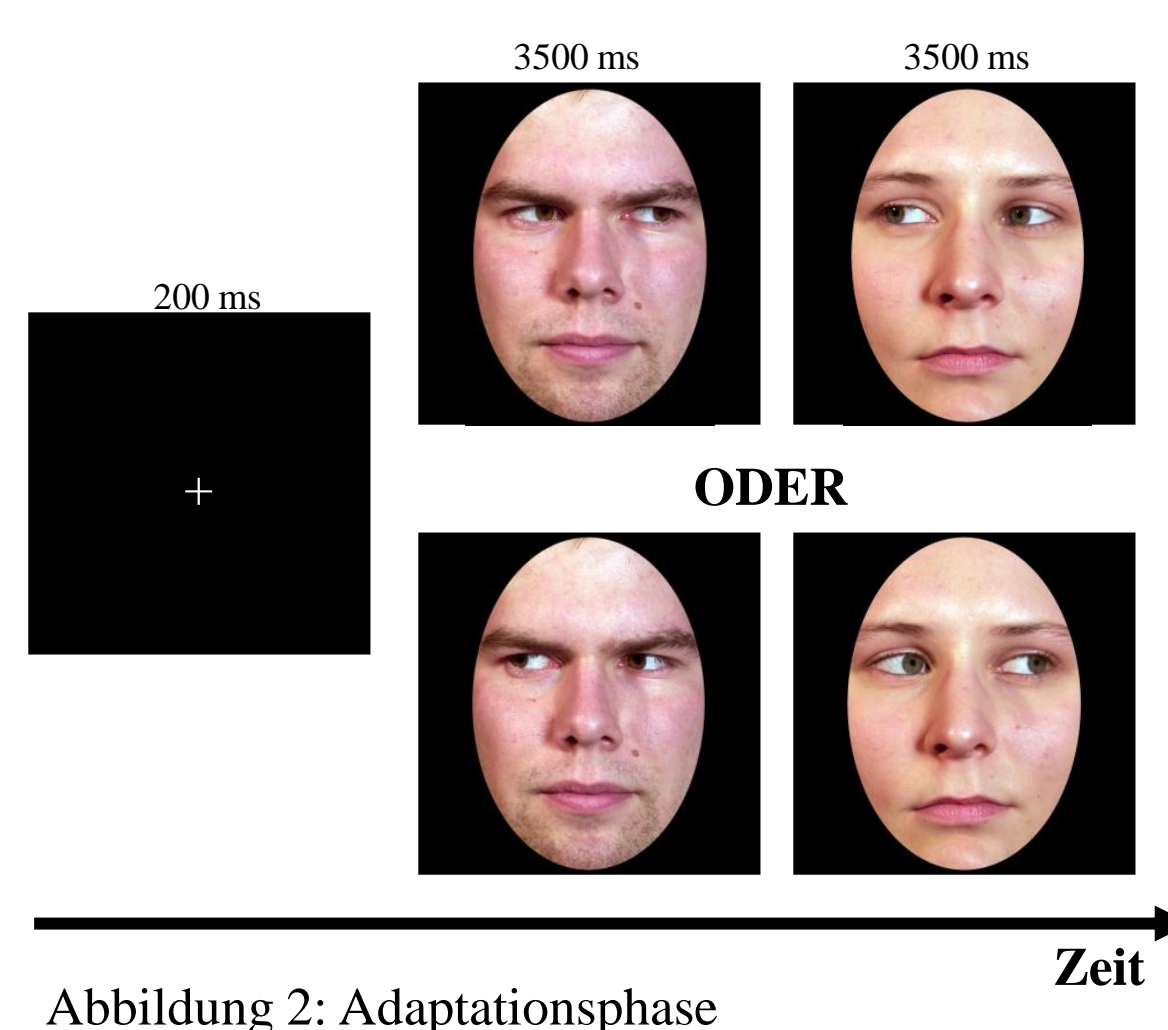 3500 ms
3500 ms
200 ms
ODER
Zeit
Abbildung 2: Adaptationsphase